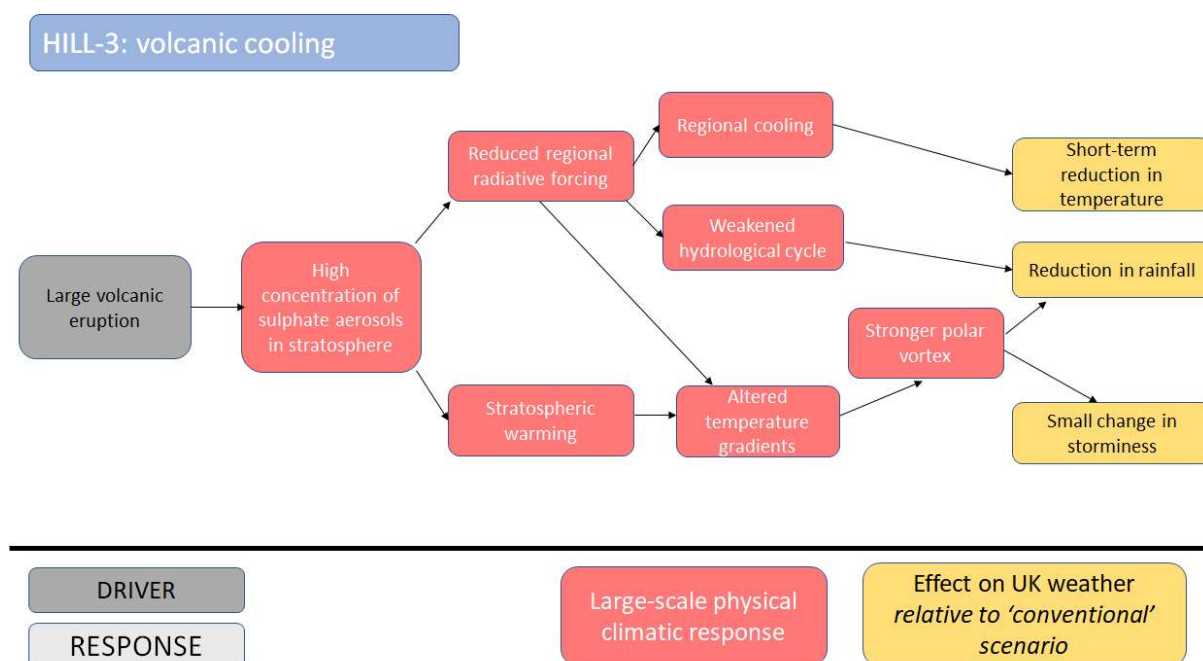 HILL-3: volcanic cooling
Large volcanic
eruption
High
concentration of
sulphate aerosols
in stratosphere
Reduced regional
radiative forcing
Stratospheric
warming
Regional cooling
Weakened
hydrological cycle
Altered
temperature
gradients
Stronger polar
vortex
Short-term
reduction in
temperature
Reduction in rainfall
Small change in
storminess
DRIVER
RESPONSE
Large-scale physical
climatic response
Effect on UK weather
relative to ‘conventional’
scenario